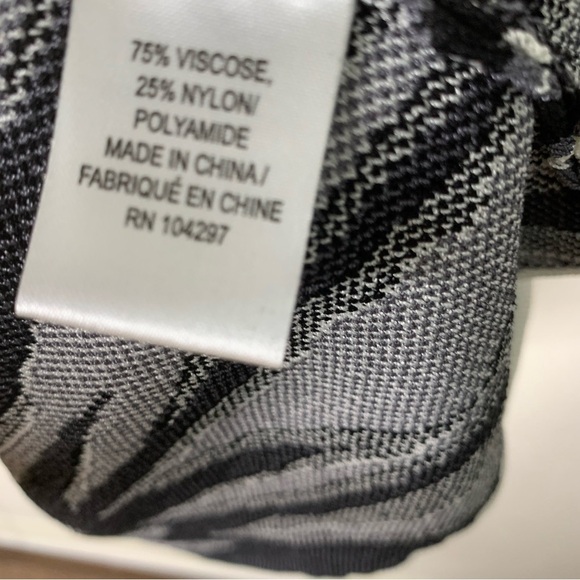 75% VISCOSE,
25% NYLON/
POLYAMIDE
MADE IN CHINA/
FABRIQUÉ EN CHINE
RN 104297